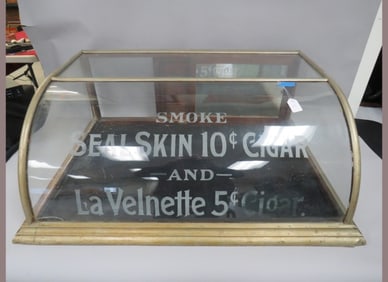 SMOKE
SEAL SKIN 10¢ CIGAR
—AND—
La Velnette 5¢ Cigar.